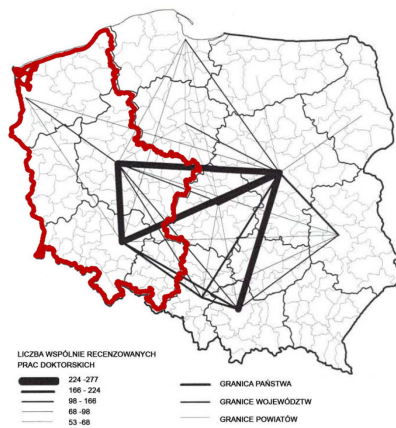 LICZBA WSPÓLNIE RECENZOWANYCH
PRAC DOKTORSKICH
224 -277
166 - 224
98 - 166
68 -98
53 -68
GRANICA PAŃSTWA
GRANICE WOJEWÓDZTW
GRANICE POWIATÓW